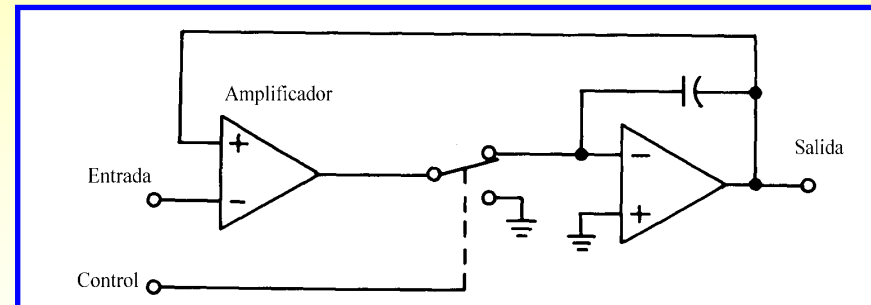 Amplificador
+
-
Entrada
-
+
Salida
Control